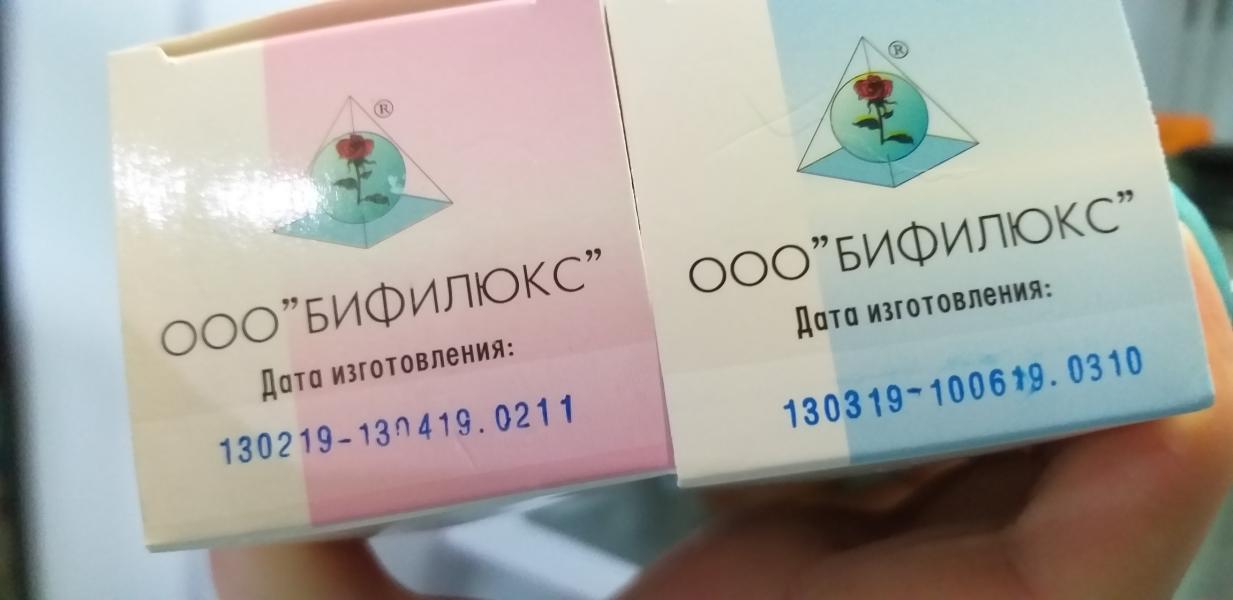 ®
ООО”БИФИЛЮКС”
Дата изготовления:
130219-130419.0211
®
ООО”БИФИЛЮКС”
Дата изготовления:
130319-100619.0310